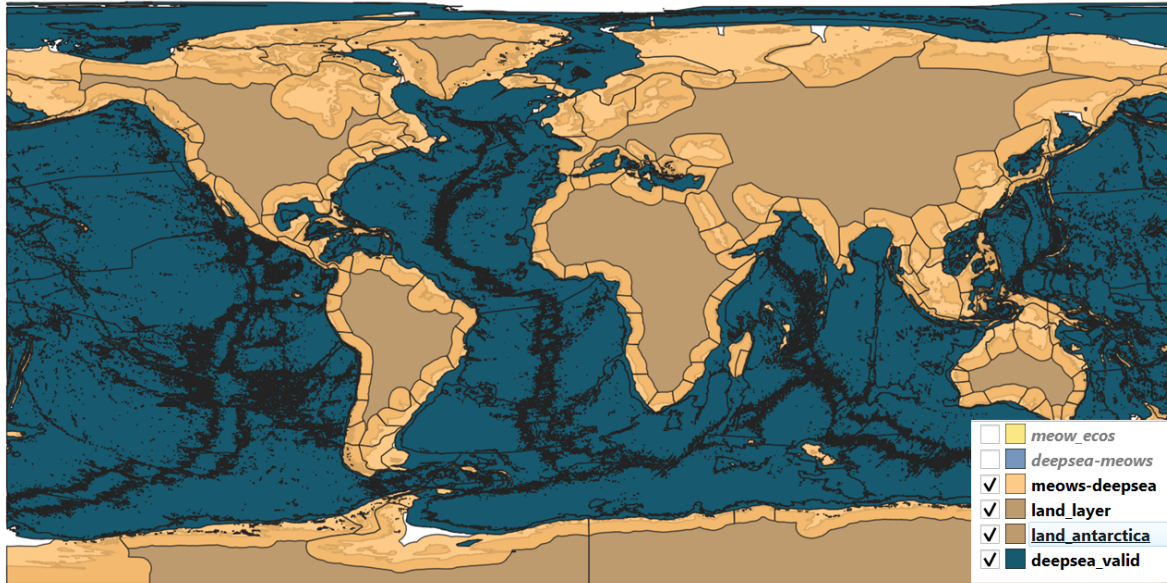 meow_ecos
deepsea-meows
meows-deepsea
land_layer
land_antarctica
deepsea_valid